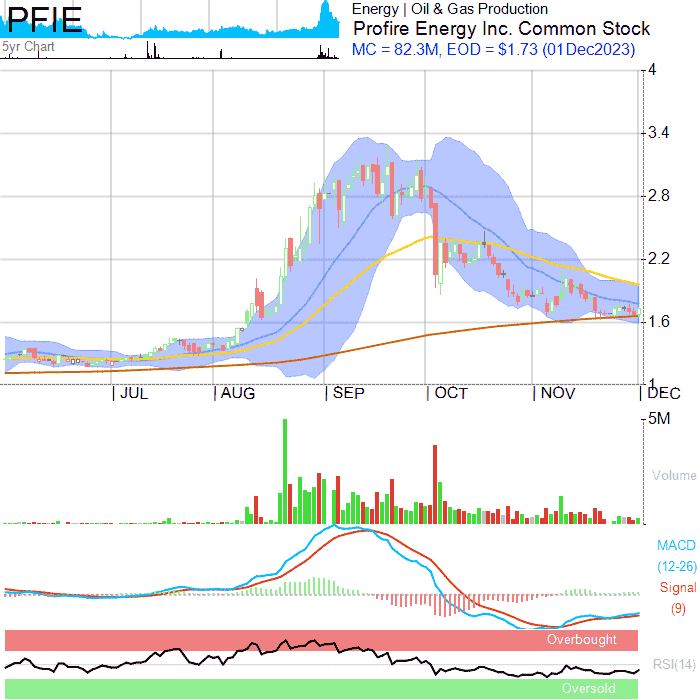 PFIE
5yr Chart
Energy | Oil & Gas Production
Profire Energy Inc. Common Stock
MC = 82.3M, EOD = $1.73 (01Dec2023)
4
3.4
2.8
2.2
1.6
1
JUL
AUG
SEP
OCT
NOV
DEC
5M
Volume
MACD
(12-26)
Signal
(9)
Overbought
RSI(14)
Oversold